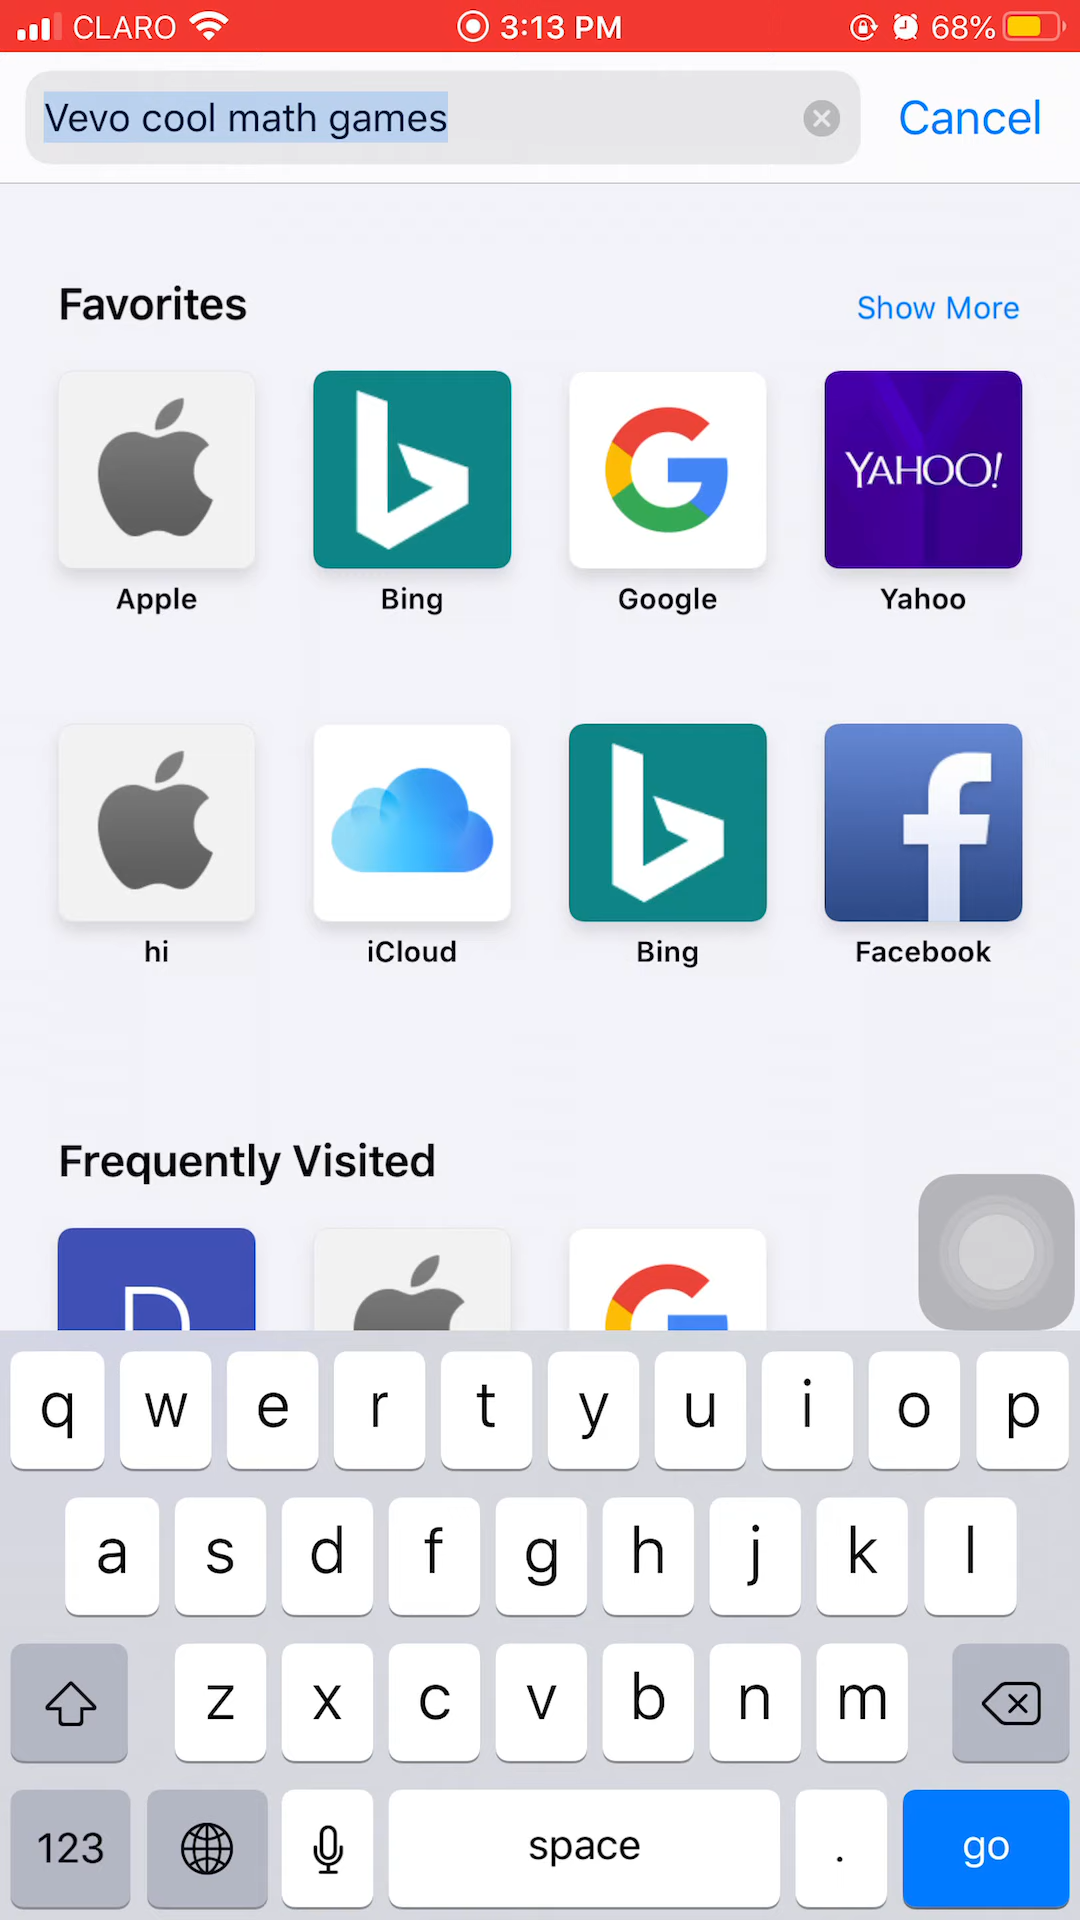 CLARO 3:13 PM 68%
Vevo cool math games Cancel
Favorites Show More
YAHOO!
Apple Bing Google Yahoo
hi iCloud Bing Facebook
Frequently Visited
D
q w e r t y u i o p
a s d f g h j k l
z x c v b n m
123 space . go